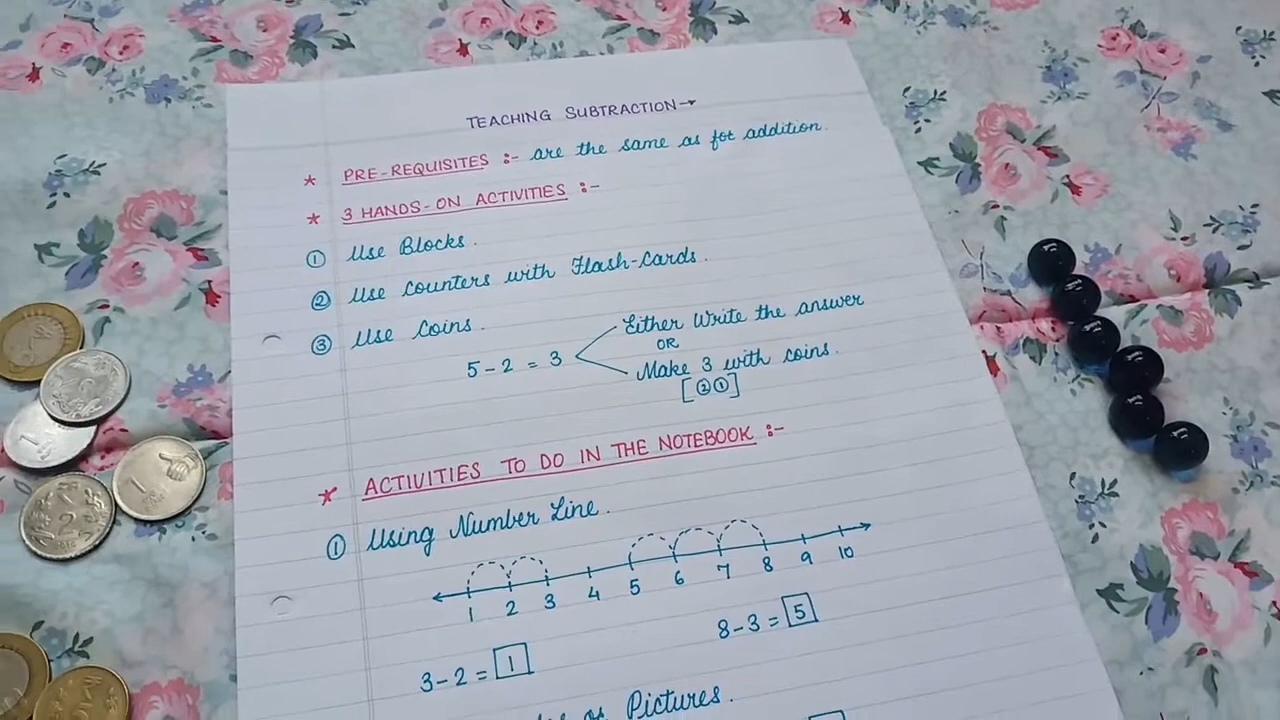 TEACHING SUBTRACTION →
* PRE-REQUISITES :- are the same as for addition.
* 3 HANDS-ON ACTIVITIES :-
① Use Blocks.
② Use Counters with Flash-Cards.
③ Use Coins.
5 - 2 = 3
Either Write the answer
OR
Make 3 with coins.
[②①]
* ACTIVITIES TO DO IN THE NOTEBOOK :-
① Using Number Line.
1 2 3 4 5 6 7 8 9 10
8 - 3 = 5
3 - 2 = 1
Pictures.
1
1
2